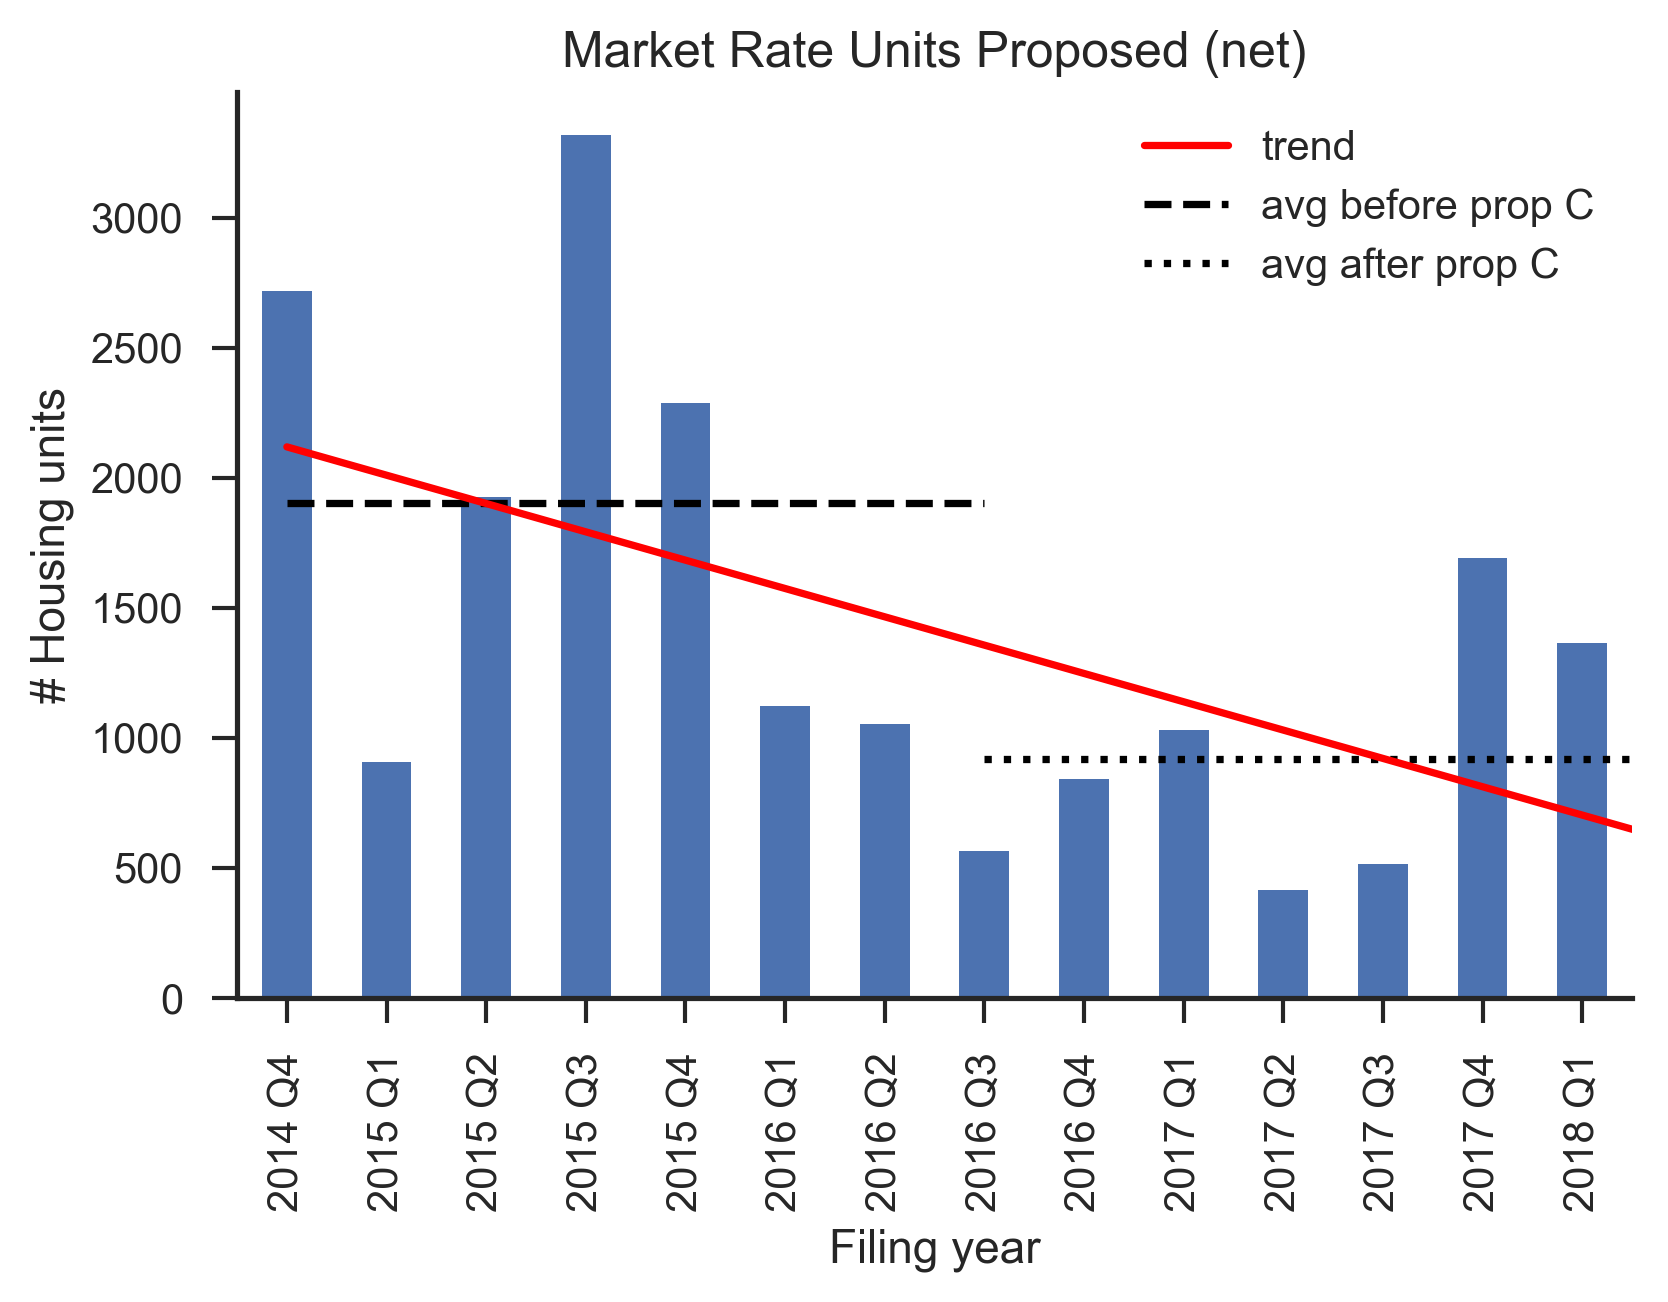 Market Rate Units Proposed (net)
trend
avg before prop C
avg after prop C
# Housing units
3000
2500
2000
1500
1000
500
0
2014 Q4
2015 Q1
2015 Q2
2015 Q3
2015 Q4
2016 Q1
2016 Q2
2016 Q3
2016 Q4
2017 Q1
2017 Q2
2017 Q3
2017 Q4
2018 Q1
Filing year